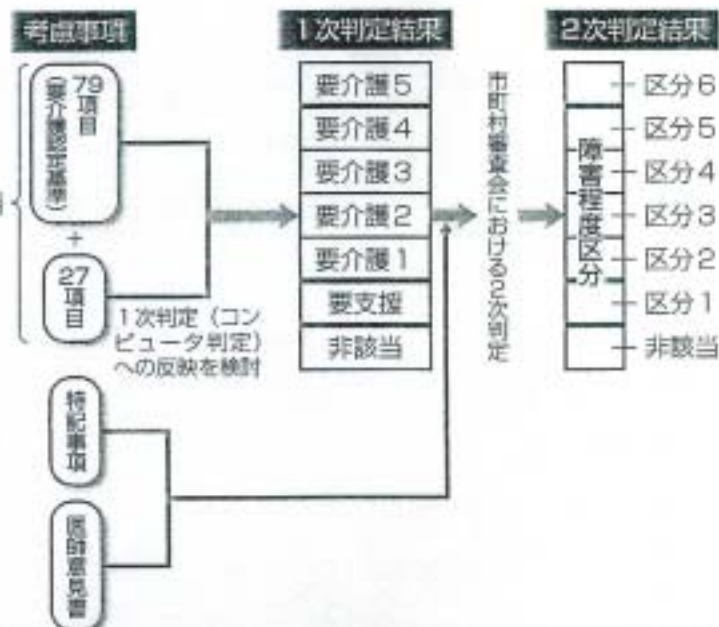 考慮事項
79項目
(要介護認定基準)
+
27項目
1次判定(コン
ピュータ判定)
への反映を検討
特記事項
医師意見書
1次判定結果
要介護5
要介護4
要介護3
要介護2
要介護1
要支援
非該当
市町村審査会における2次判定
2次判定結果
障害程度区分
区分6
区分5
区分4
区分3
区分2
区分1
非該当